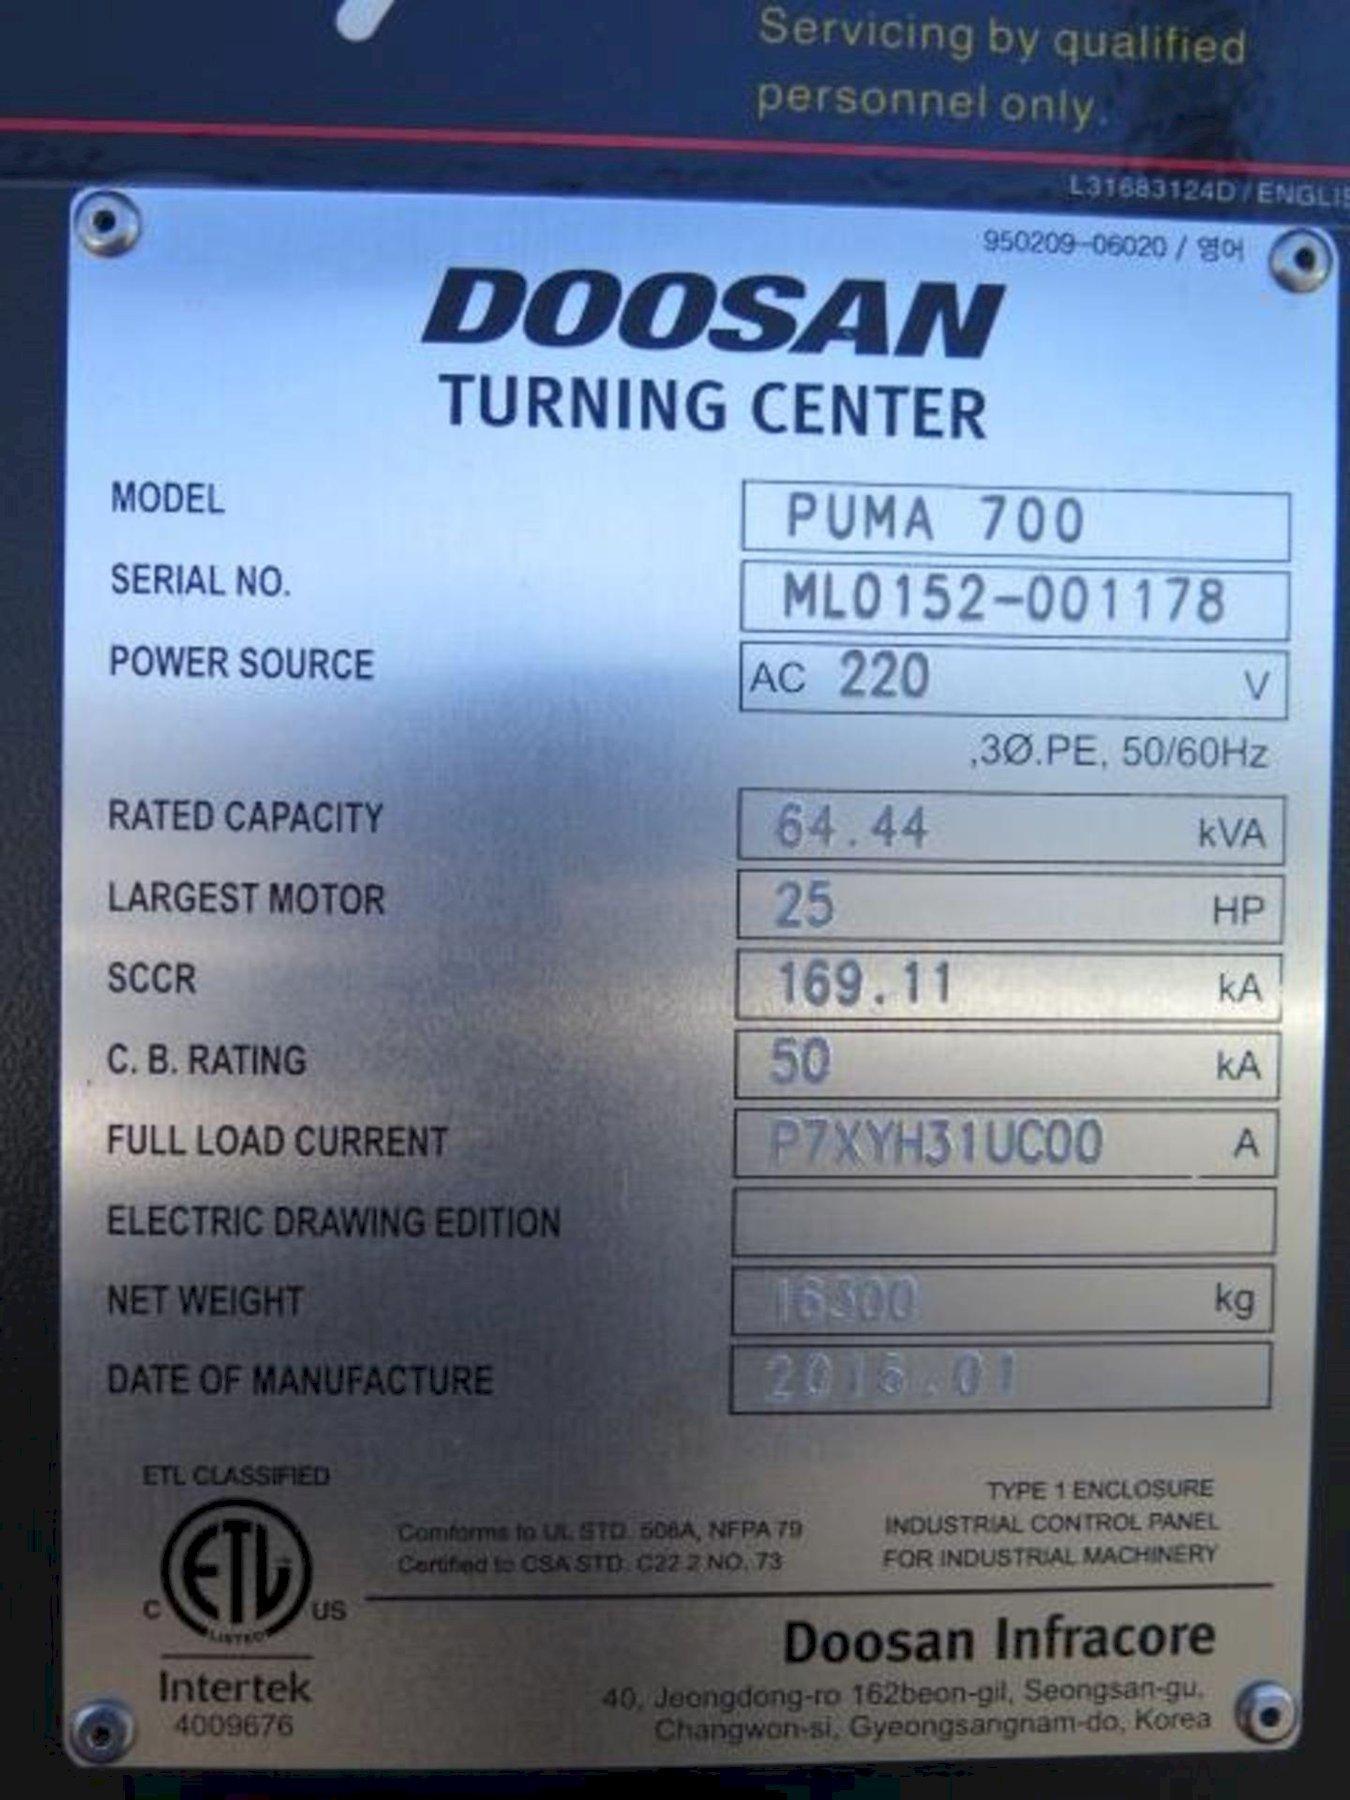 Servicing by qualified
personnel only.
L31683124D / ENGLIS
950209-06020 / 영어
DOOSAN
TURNING CENTER
MODEL PUMA 700
SERIAL NO. ML0152-001178
POWER SOURCE AC 220 V
,3Ø.PE, 50/60Hz
RATED CAPACITY 64.44 kVA
LARGEST MOTOR 25 HP
SCCR 169.11 kA
C. B. RATING 50 kA
FULL LOAD CURRENT P7XYH31UC00 A
ELECTRIC DRAWING EDITION
NET WEIGHT 16300 kg
DATE OF MANUFACTURE 2015.01
ETL CLASSIFIED
ETL
LISTED
C US
Intertek
4009676
Comforms to UL STD. 508A, NFPA 79
Certified to CSA STD. C22.2 NO. 73
TYPE 1 ENCLOSURE
INDUSTRIAL CONTROL PANEL
FOR INDUSTRIAL MACHINERY
Doosan Infracore
40, Jeongdong-ro 162beon-gil, Seongsan-gu,
Changwon-si, Gyeongsangnam-do, Korea